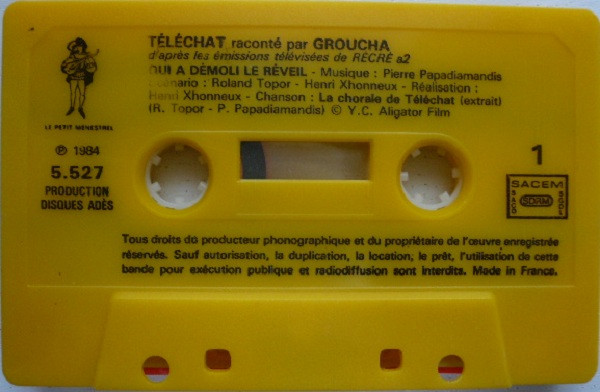 TÉLÉCHAT raconté par GROUCHA
d'après les émissions télévisées de RÉCRÉ a2
QUI A DÉMOLI LE RÉVEIL - Musique : Pierre Papadiamandis
Scénario : Roland Topor - Henri Xhonneux - Réalisation :
Henri Xhonneux - Chanson : La chorale de Téléchat (extrait)
(R. Topor - P. Papadiamandis) © Y.C. Aligator Film
LE PETIT MENESTREL
℗ 1984
5.527
PRODUCTION
DISQUES ADÈS
1
SACEM
SACD
SDRM
SGDL
Tous droits du producteur phonographique et du propriétaire de l'œuvre enregistrée
réservés. Sauf autorisation, la duplication, la location, le prêt, l'utilisation de cette
bande pour exécution publique et radiodiffusion sont interdits. Made in France.